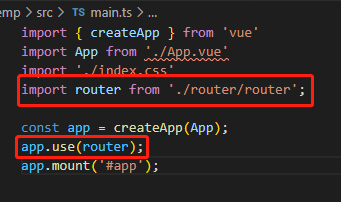 emp > src > TS main.ts > ...
import { createApp } from 'vue'
import App from './App.vue'
import './index.css'
import router from './router/router';
const app = createApp(App);
app.use(router);
app.mount('#app');